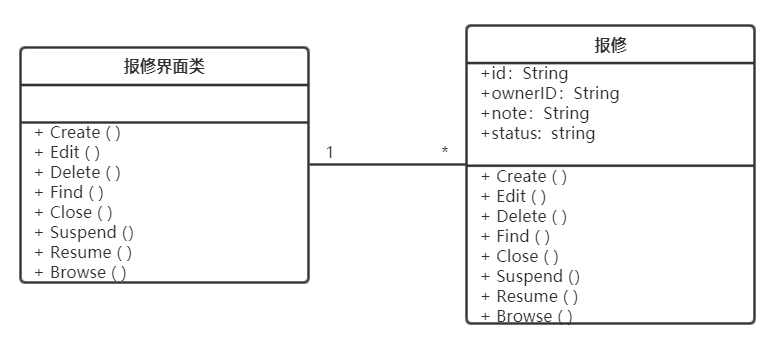 报修界面类
+ Create ( )
+ Edit ( )
+ Delete ( )
+ Find ( )
+ Close ( )
+ Suspend ()
+ Resume ( )
+ Browse ( )
1
*
报修
+id：String
+ownerID：String
+note：String
+status:  string
+ Create ( )
+ Edit ( )
+ Delete ( )
+ Find ( )
+ Close ( )
+ Suspend ()
+ Resume ( )
+ Browse ( )